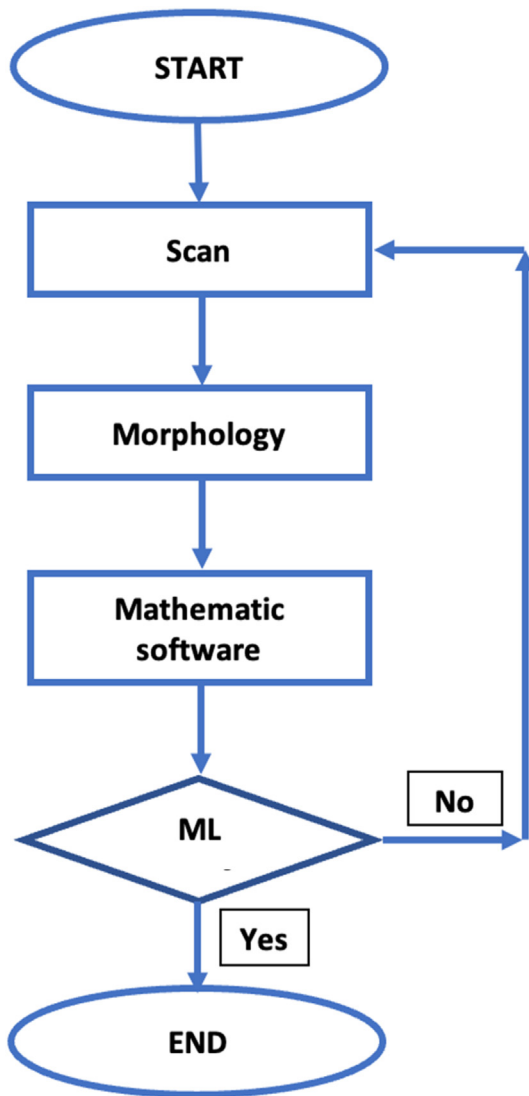 START
Scan
Morphology
Mathematic
software
ML
No
Yes
END